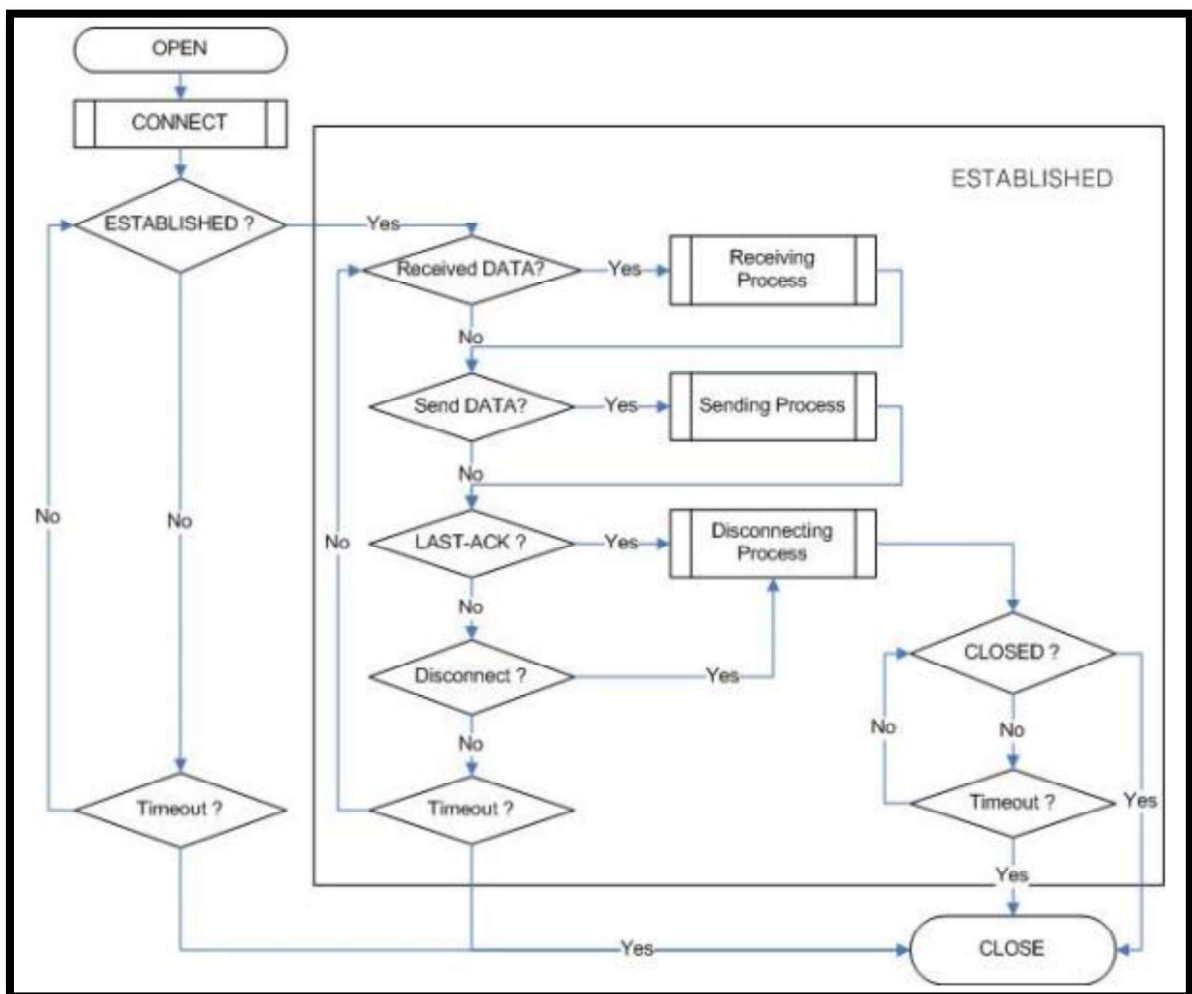 OPEN
CONNECT
ESTABLISHED
ESTABLISHED ?
Yes
Received DATA?
Yes
Receiving
Process
No
Send DATA?
Yes
Sending Process
No
No
No
No
LAST-ACK ?
Yes
Disconnecting
Process
No
CLOSED ?
Disconnect ?
Yes
No
No
No
Timeout ?
Timeout ?
Timeout ?
Yes
Yes
Yes
CLOSE